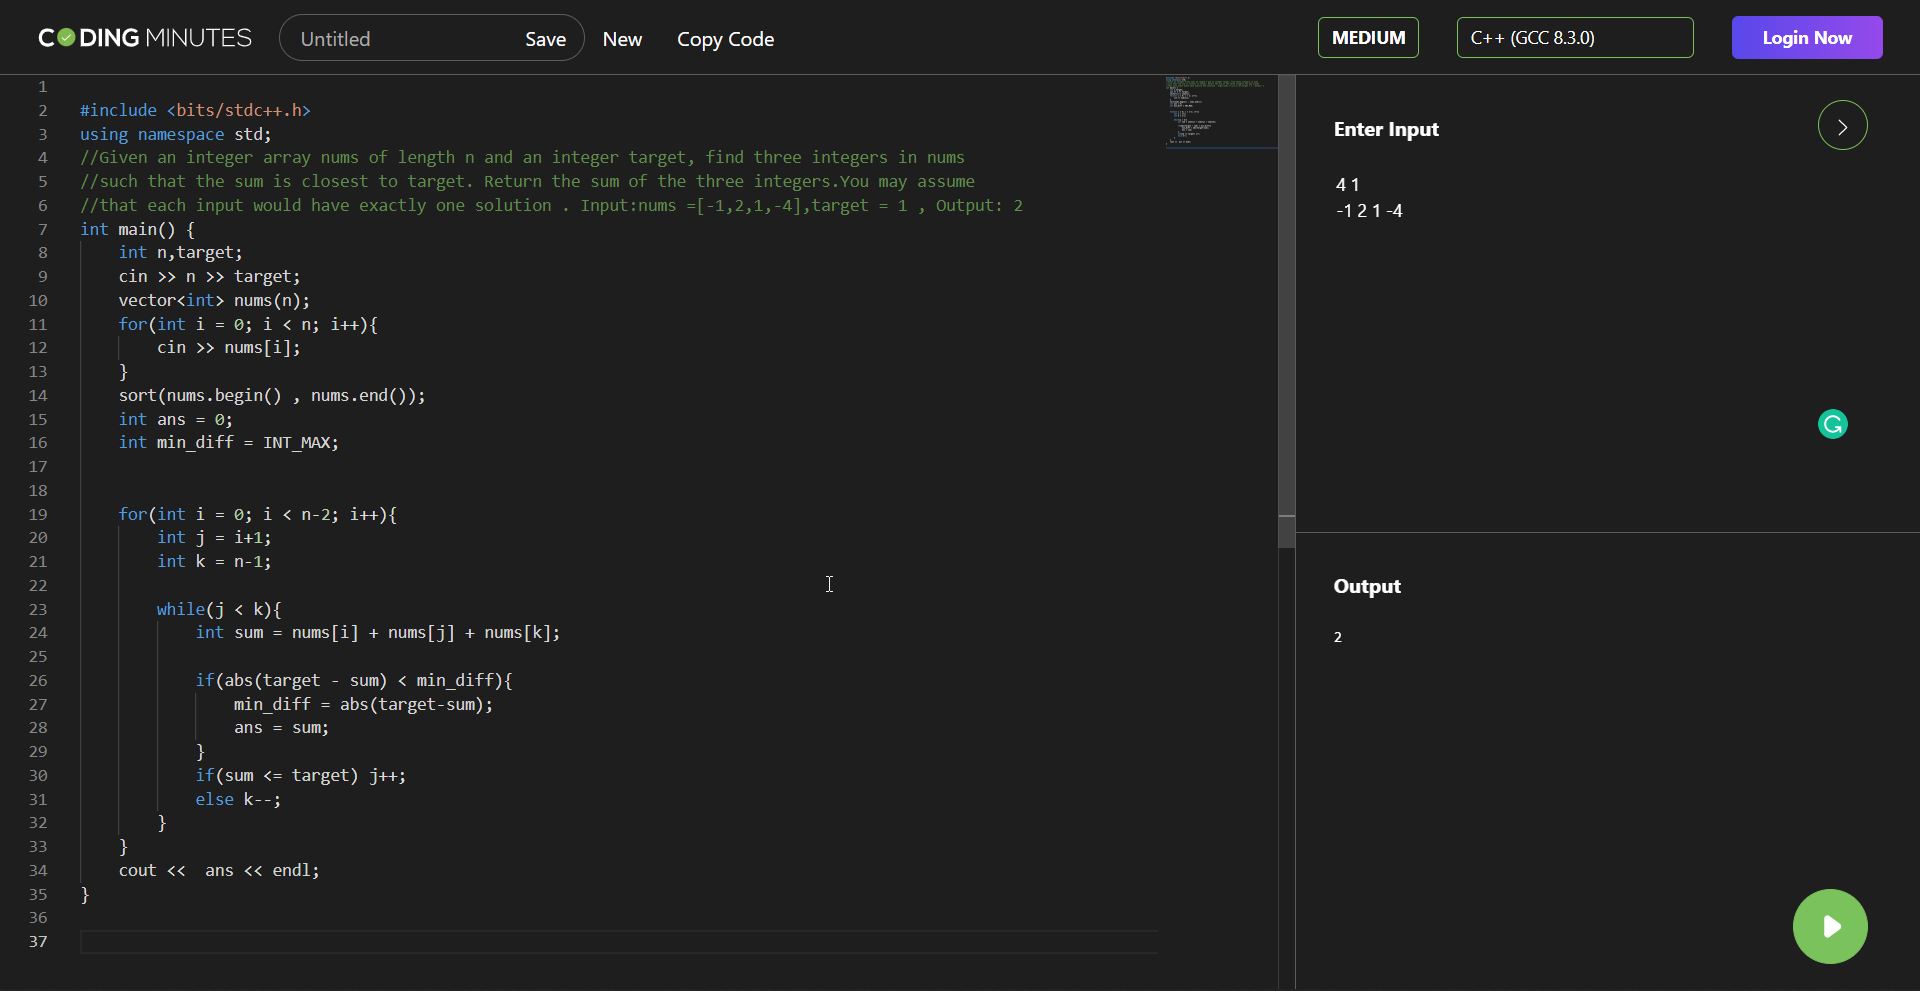 CODING MINUTES Untitled Save New Copy Code MEDIUM C++ (GCC 8.3.0) Login Now
1
2 #include <bits/stdc++.h>
3 using namespace std;
4 //Given an integer array nums of length n and an integer target, find three integers in nums
5 //such that the sum is closest to target. Return the sum of the three integers.You may assume
6 //that each input would have exactly one solution . Input:nums =[-1,2,1,-4],target = 1 , Output: 2
7 int main() {
8 int n,target;
9 cin >> n >> target;
10 vector<int> nums(n);
11 for(int i = 0; i < n; i++){
12 cin >> nums[i];
13 }
14 sort(nums.begin() , nums.end());
15 int ans = 0;
16 int min_diff = INT_MAX;
17
18
19 for(int i = 0; i < n-2; i++){
20 int j = i+1;
21 int k = n-1;
22
23 while(j < k){
24 int sum = nums[i] + nums[j] + nums[k];
25
26 if(abs(target - sum) < min_diff){
27 min_diff = abs(target-sum);
28 ans = sum;
29 }
30 if(sum <= target) j++;
31 else k--;
32 }
33 }
34 cout <<  ans << endl;
35 }
36
37
Enter Input
4 1
-1 2 1 -4
Output
2